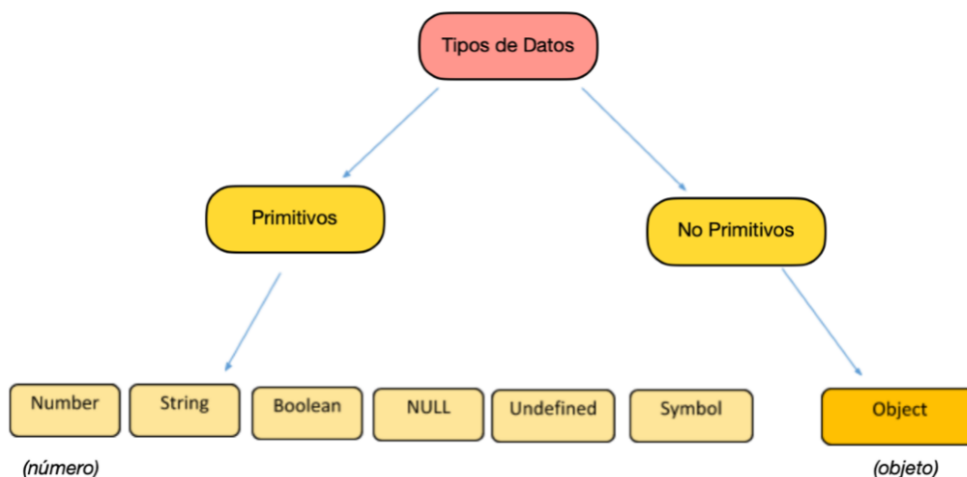 Tipos de Datos
Primitivos
No Primitivos
Number
String
Boolean
NULL
Undefined
Symbol
Object
(número)
(objeto)